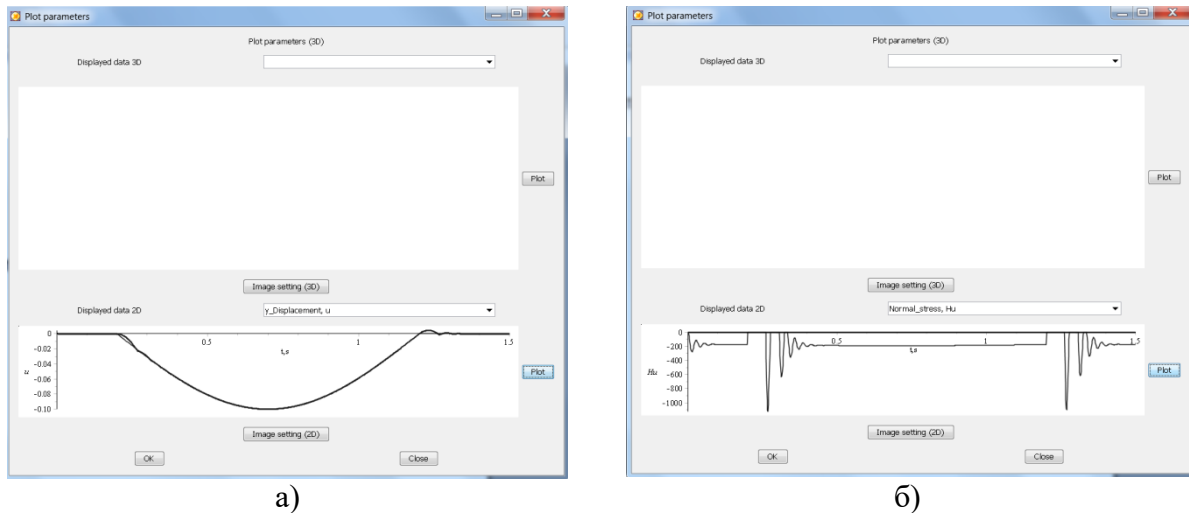 Plot parameters
Plot parameters (3D)
Displayed data 3D
Plot
Image setting (3D)
Displayed data 2D
y_Displacement, u
0
-0.02
-0.04
-0.06
-0.08
-0.10
u
0.5
1
1.5
t,s
Plot
Image setting (2D)
OK
Close
а)
Plot parameters
Plot parameters (3D)
Displayed data 3D
Plot
Image setting (3D)
Displayed data 2D
Normal_stress, Hu
0
-200
-400
-600
-800
-1000
Hu
0.5
1
1.5
t,s
Plot
Image setting (2D)
OK
Close
б)